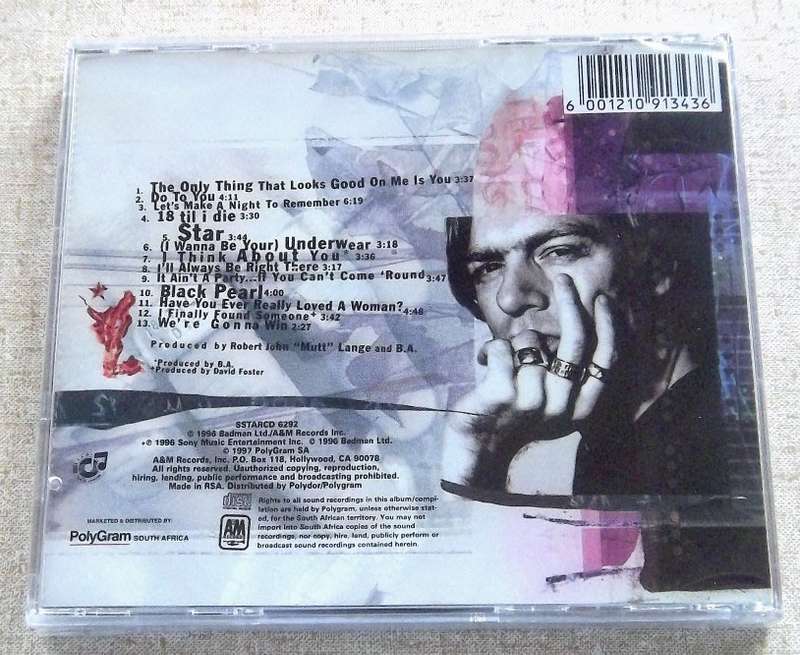 6 001210 913436
1. The Only Thing That Looks Good On Me Is You 3:37
2. Do To You 4:11
3. Let's Make A Night To Remember 6:19
4. 18 til i die 3:30
5. Star 3:44
6. (I Wanna Be Your) Underwear 3:18
7. I Think About You* 3:36
8. I'll Always Be Right There 3:17
9. It Ain't A Party...If You Can't Come 'Round 3:47
10. Black Pearl 4:00
11. Have You Ever Really Loved A Woman? 4:48
12. I Finally Found Someone+ 3:42
13. We're Gonna Win 2:27
Produced by Robert John "Mutt" Lange and B.A.
*Produced by B.A.
+Produced by David Foster
SSTARCD 6292
© 1996 Badman Ltd./A&M Records Inc.
+℗ 1996 Sony Music Entertainment Inc. © 1996 Badman Ltd.
© 1997 PolyGram SA
A&M Records, Inc. P.O. Box 118, Hollywood, CA 90078
All rights reserved. Uauthorized copying, reproduction,
hiring, lending, public performance and broadcasting prohibited.
Made in RSA. Distributed by Polydor/Polygram
MARKETED & DISTRIBUTED BY:
PolyGram SOUTH AFRICA
disc
A&M
Rights to all sound recordings in this album/compi-
lation are held by Polygram, unless otherwise stat-
ed, for the South African territory. You may not
import into South Africa copies of the sound
recordings, nor copy, hire, land, publicly perform or
broadcast sound recordings contained herein.